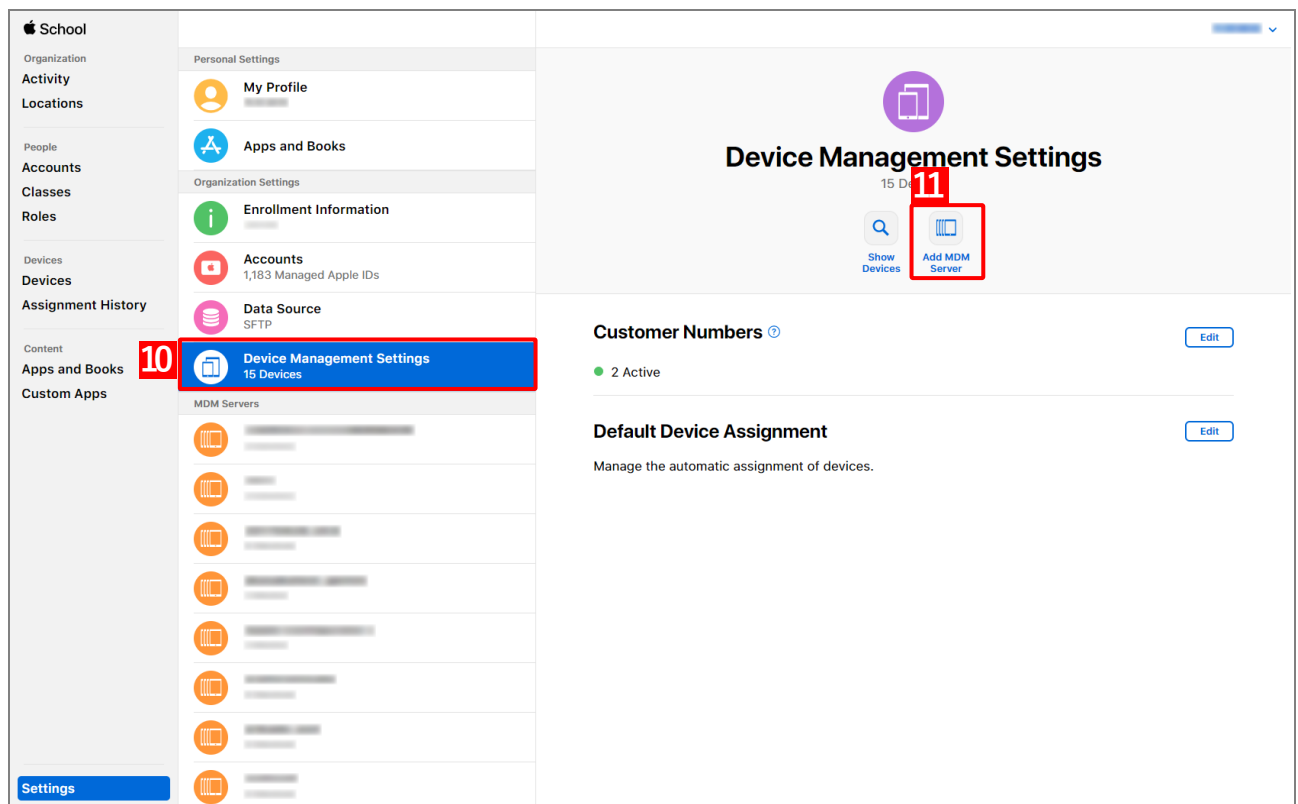 School
Organization
Activity
Locations
People
Accounts
Classes
Roles
Devices
Devices
Assignment History
Content
Apps and Books
Custom Apps
Settings
10
Personal Settings
My Profile
Apps and Books
Organization Settings
Enrollment Information
Accounts
1,183 Managed Apple IDs
Data Source
SFTP
Device Management Settings
15 Devices
MDM Servers
Device Management Settings
15 De
11
Show
Devices
Add MDM
Server
Customer Numbers ?
Edit
2 Active
Default Device Assignment
Edit
Manage the automatic assignment of devices.